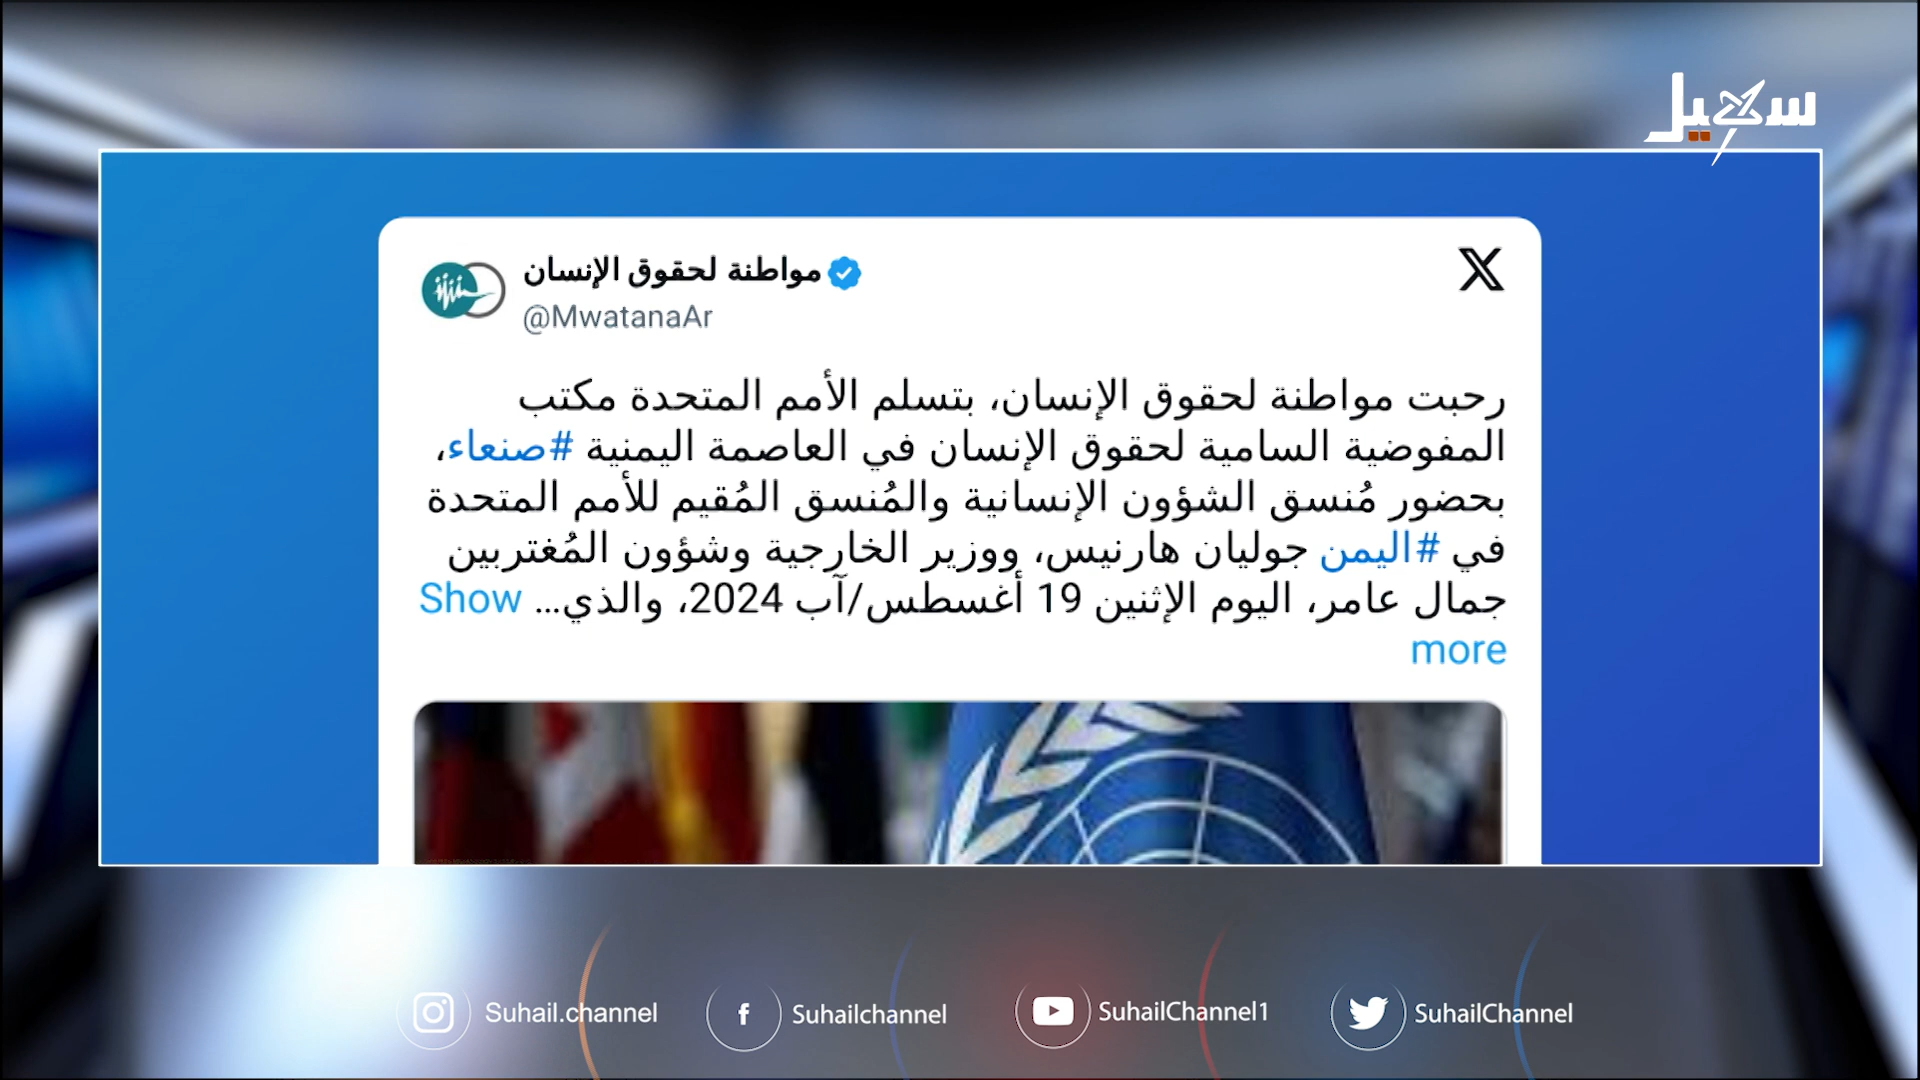 سهيل
مواطنة لحقوق الإنسان
@MwatanaAr
رحبت مواطنة لحقوق الإنسان، بتسلم الأمم المتحدة مكتب
المفوضية السامية لحقوق الإنسان في العاصمة اليمنية #صنعاء،
بحضور مُنسق الشؤون الإنسانية والمُنسق المُقيم للأمم المتحدة
في #اليمن جوليان هارنيس، ووزير الخارجية وشؤون المُغتربين
جمال عامر، اليوم الإثنين 19 أغسطس/آب 2024، والذي... Show
more
Suhail.channel
Suhailchannel
SuhailChannel1
SuhailChannel